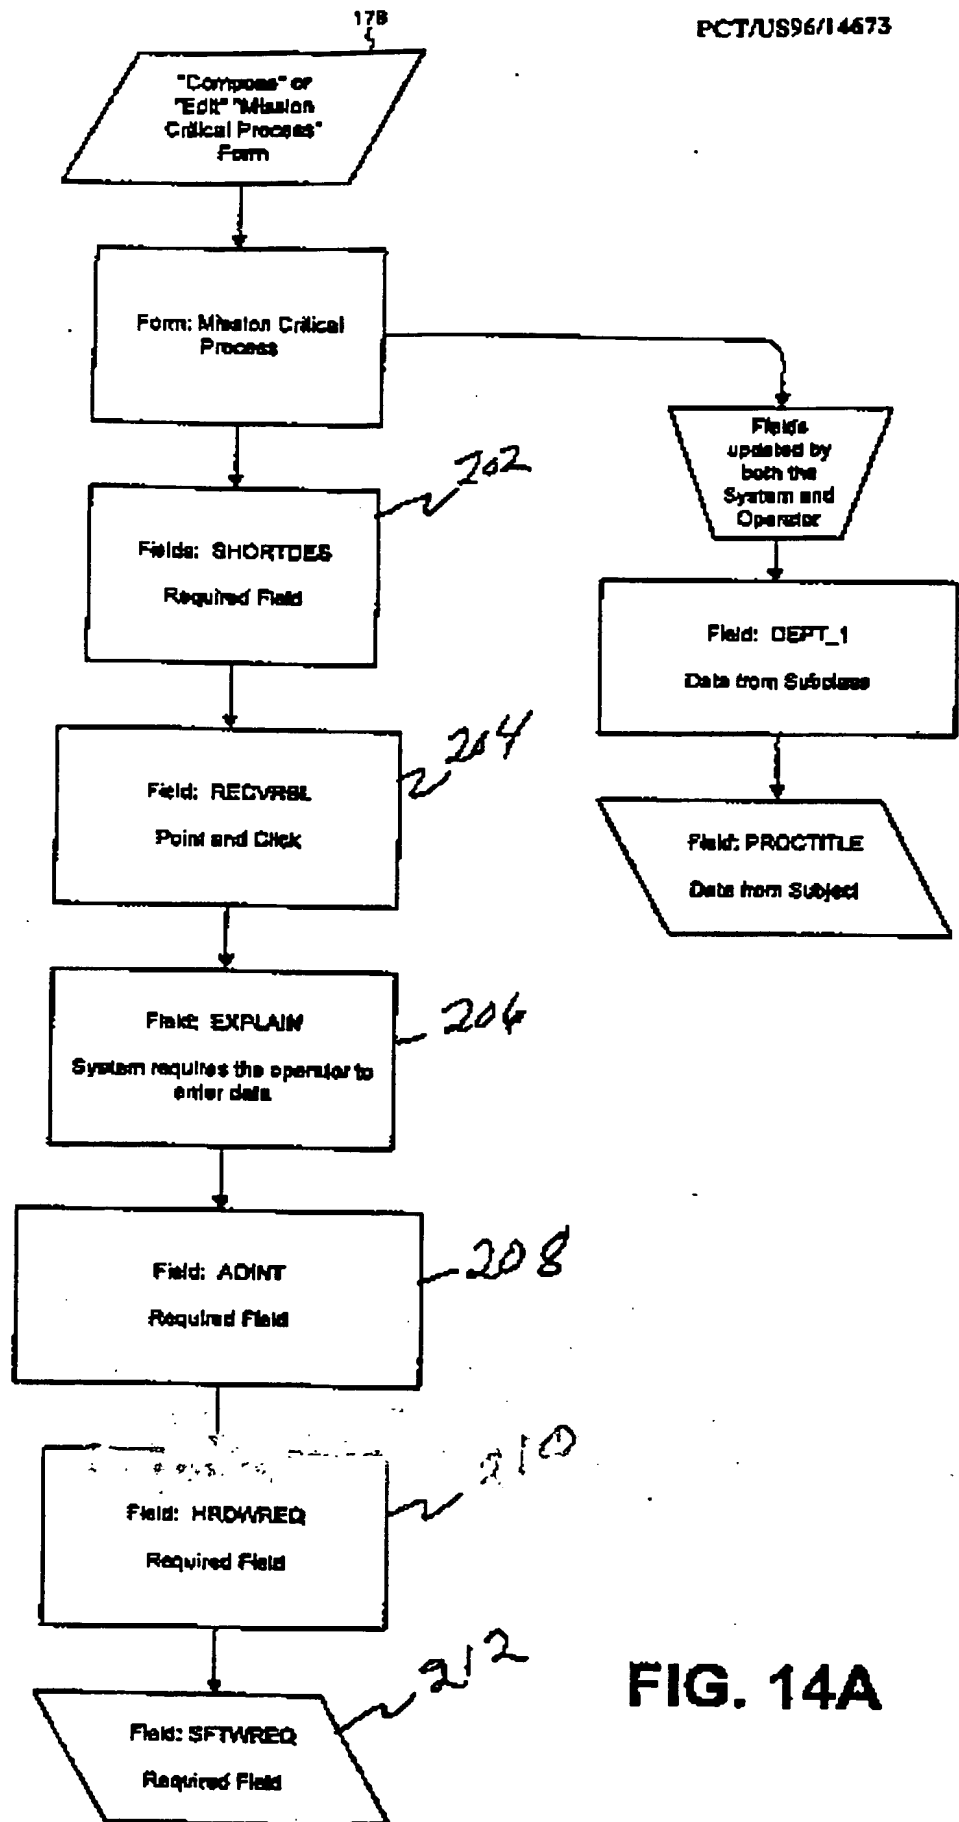 17B
PCT/US96/14673
"Compose" or
"Edit" "Mission
Critical Process"
Form
Form: Mission Critical
Process
Fields
updated by
both the
System and
Operator
202
Fields: SHORTDES
Required Field
Field: DEPT_1
Data from Subclass
204
Field: RECVRBL
Point and Click
Field: PROCTITLE
Data from Subject
206
Field: EXPLAIN
System requires the operator to
enter data
208
Field: ADINT
Required Field
210
Field: HRDWREQ
Required Field
212
Field: SFTWREQ
Required Field
FIG. 14A